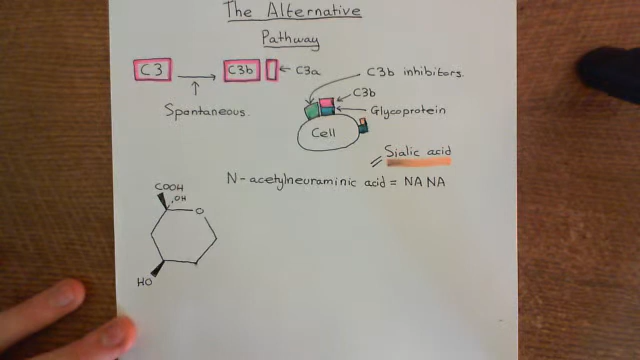 The Alternative
Pathway
C3
C3b
C3a
C3b inhibitors.
C3b
Spontaneous.
Glycoprotein
Cell
Sialic acid
N-acetylneuraminic acid = NANA
COOH
OH
O
HO